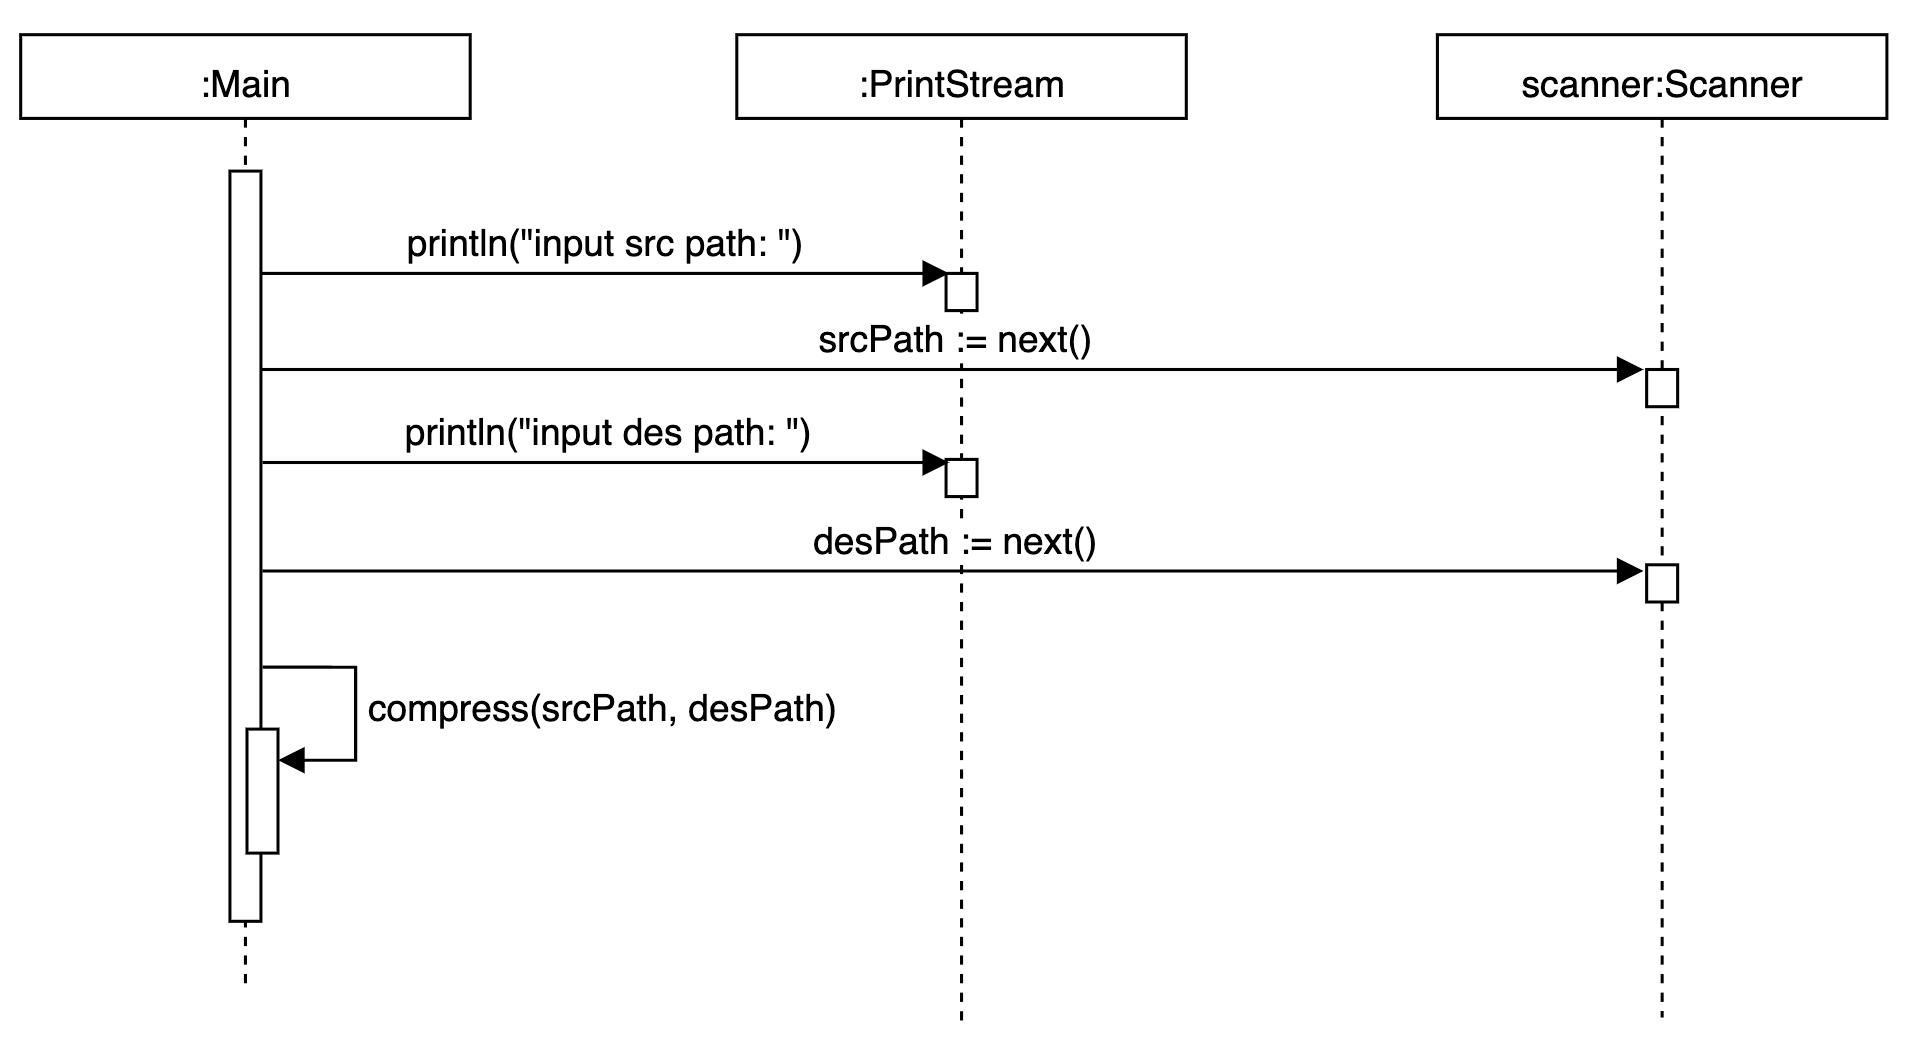 :Main
:PrintStream
scanner:Scanner
println("input src path: ")
srcPath := next()
println("input des path: ")
desPath := next()
compress(srcPath, desPath)